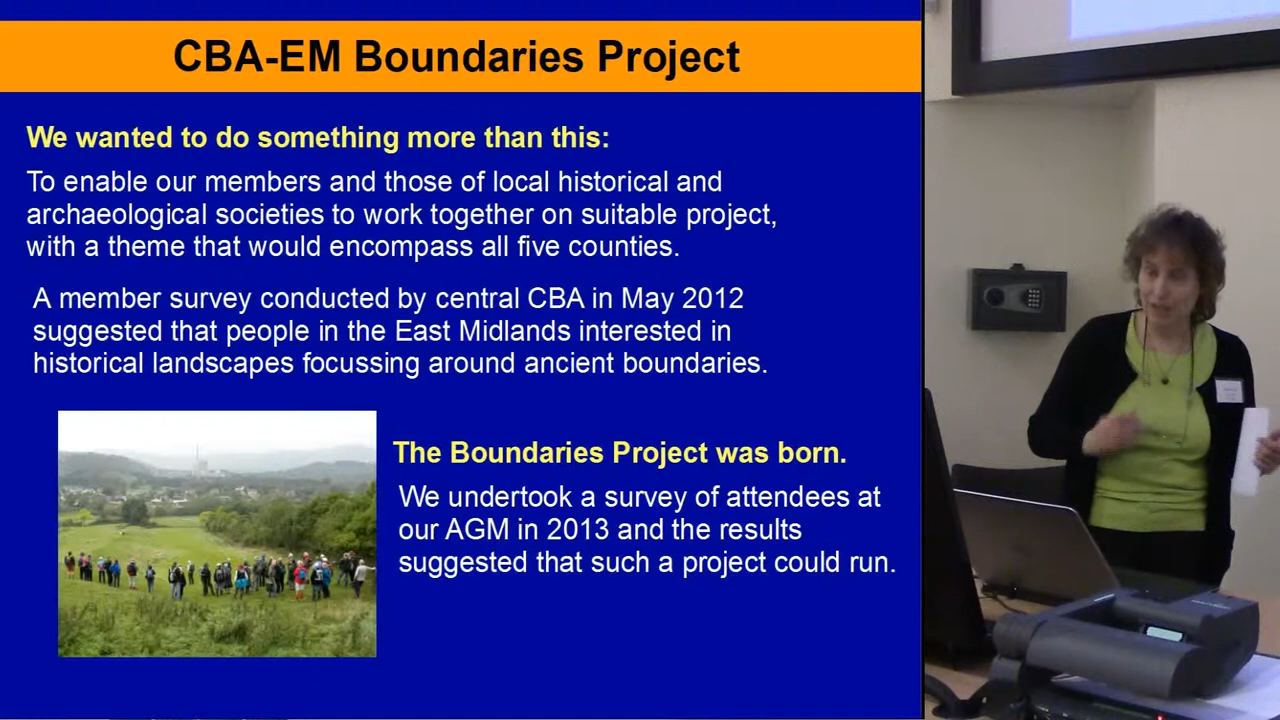 CBA-EM Boundaries Project
We wanted to do something more than this:
To enable our members and those of local historical and
archaeological societies to work together on suitable project,
with a theme that would encompass all five counties.
A member survey conducted by central CBA in May 2012
suggested that people in the East Midlands interested in
historical landscapes focussing around ancient boundaries.
The Boundaries Project was born.
We undertook a survey of attendees at
our AGM in 2013 and the results
suggested that such a project could run.